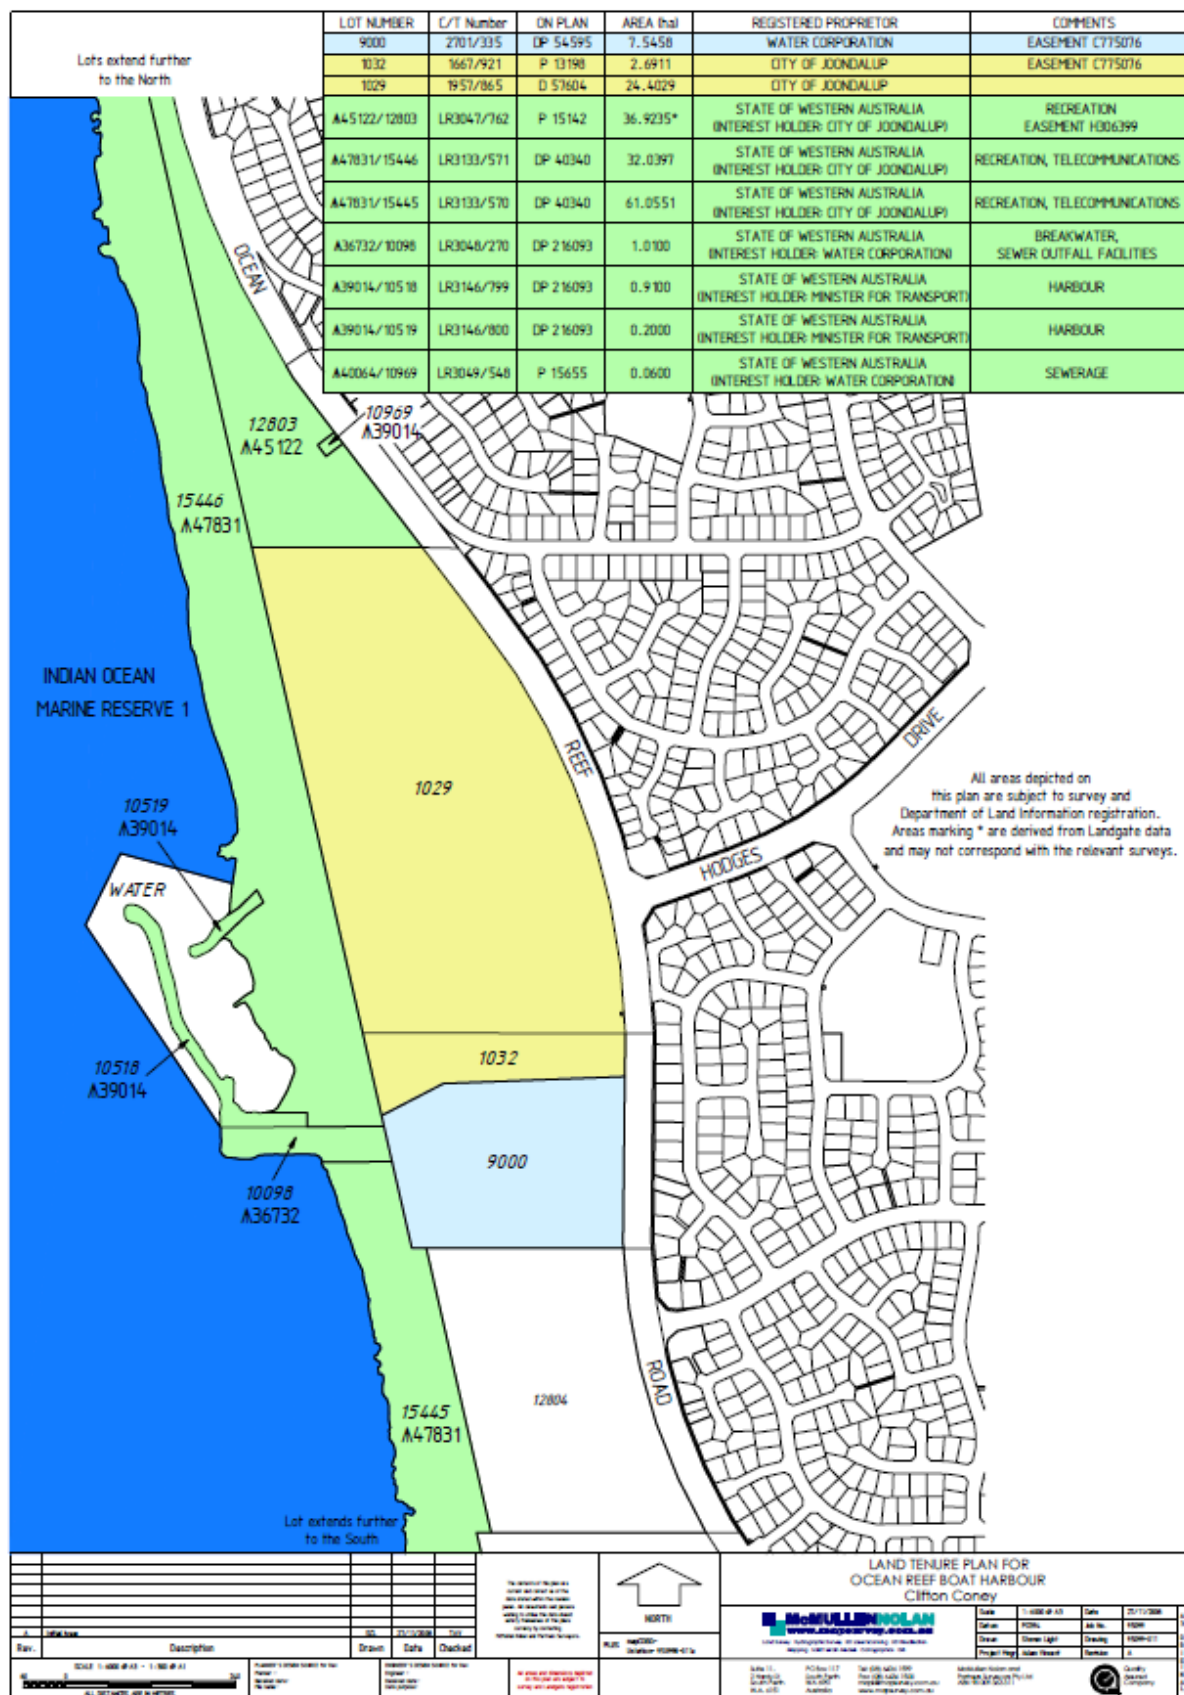 LOT NUMBER C/T Number ON PLAN AREA (ha) REGISTERED PROPRIETOR COMMENTS
9000 2701/335 DP 54595 7.5458 WATER CORPORATION EASEMENT C775076
1032 1667/921 P 13198 2.6911 CITY OF JOONDALUP EASEMENT C775076
1029 1957/865 D 57604 24.4029 CITY OF JOONDALUP
A45122/12803 LR3047/762 P 15142 36.9235* STATE OF WESTERN AUSTRALIA (INTEREST HOLDER: CITY OF JOONDALUP) RECREATION EASEMENT H306399
A47831/15446 LR3133/571 DP 40340 32.0397 STATE OF WESTERN AUSTRALIA (INTEREST HOLDER: CITY OF JOONDALUP) RECREATION, TELECOMMUNICATIONS
A47831/15445 LR3133/570 DP 40340 61.0551 STATE OF WESTERN AUSTRALIA (INTEREST HOLDER: CITY OF JOONDALUP) RECREATION, TELECOMMUNICATIONS
A36732/10098 LR3048/270 DP 216093 1.0100 STATE OF WESTERN AUSTRALIA (INTEREST HOLDER: WATER CORPORATION) BREAKWATER, SEWER OUTFALL FACILITIES
A39014/10518 LR3146/799 DP 216093 0.9100 STATE OF WESTERN AUSTRALIA (INTEREST HOLDER: MINISTER FOR TRANSPORT) HARBOUR
A39014/10519 LR3146/800 DP 216093 0.2000 STATE OF WESTERN AUSTRALIA (INTEREST HOLDER: MINISTER FOR TRANSPORT) HARBOUR
A40064/10969 LR3049/548 P 15655 0.0600 STATE OF WESTERN AUSTRALIA (INTEREST HOLDER: WATER CORPORATION) SEWERAGE
Lots extend further
to the North
OCEAN
10969
A39014
12803
A45122
15446
A47831
INDIAN OCEAN
MARINE RESERVE 1
REEF
DRIVE
1029
All areas depicted on
this plan are subject to survey and
Department of Land Information registration.
Areas marking * are derived from Landgate data
and may not correspond with the relevant surveys.
10519
A39014
HODGES
WATER
1032
10518
A39014
9000
10098
A36732
ROAD
12804
15445
A47831
Lot extends further
to the South
LAND TENURE PLAN FOR
OCEAN REEF BOAT HARBOUR
Clifton Coney
NORTH
McMULLEN NOLAN
Rev. Description Drawn Date Checked